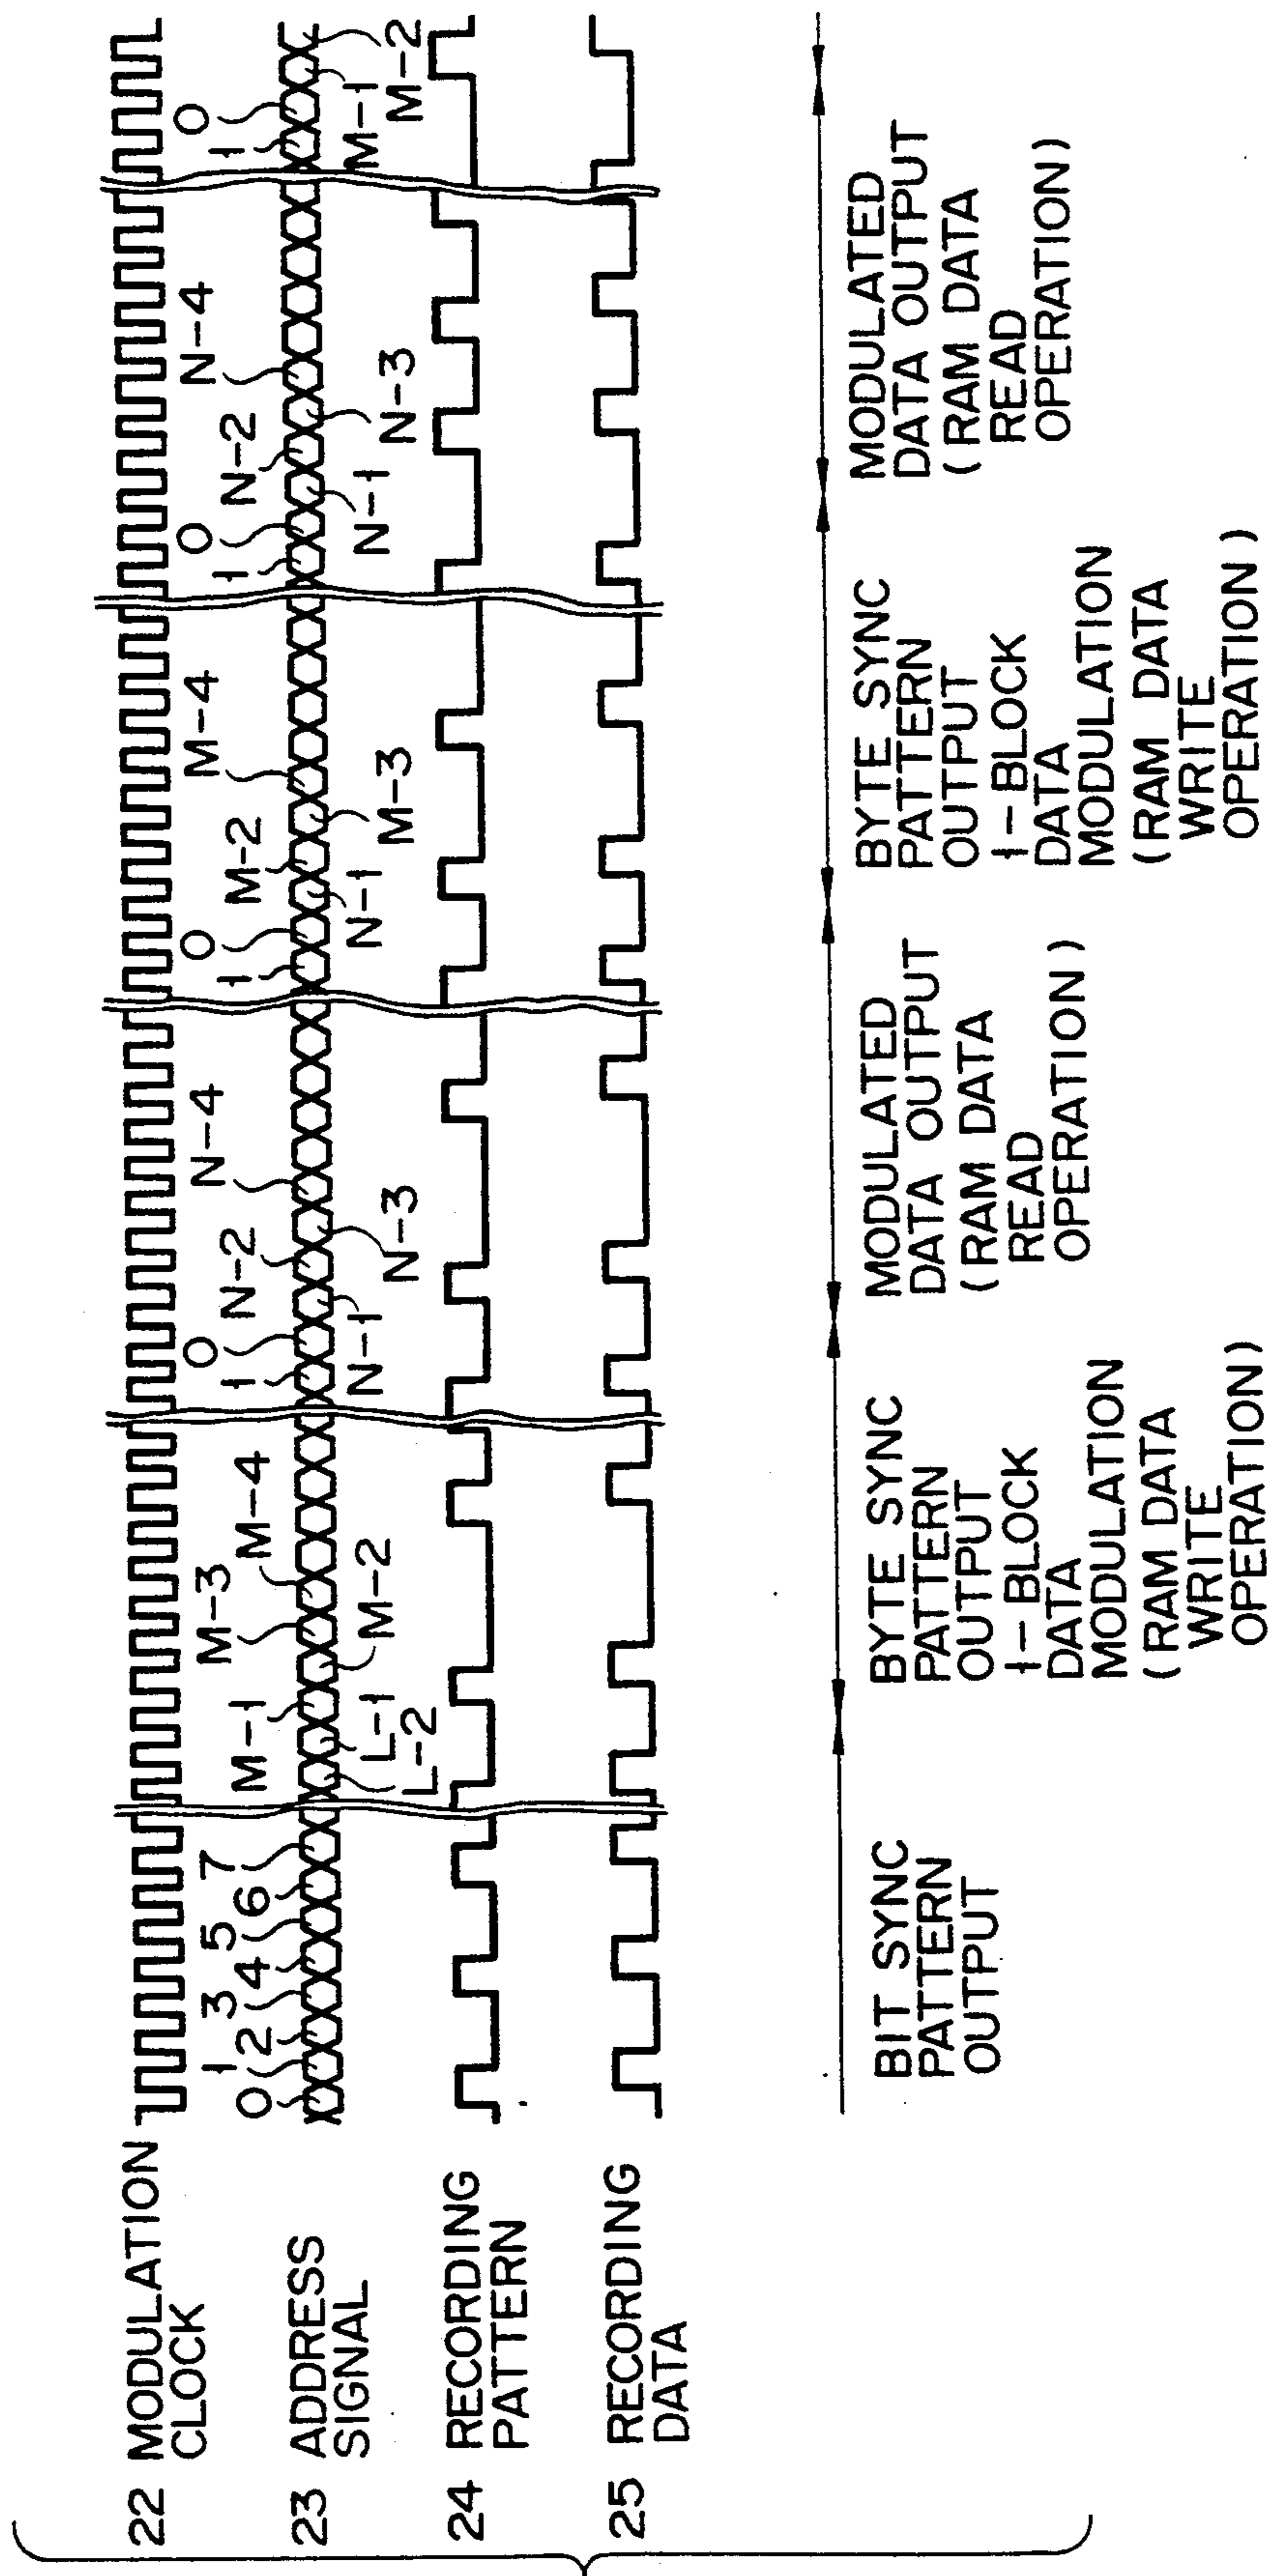 22 MODULATION
CLOCK
0 1 2 3 4 5 6 7
L-2 L-1 M-1 M-2 M-3 M-4
1 0 N-1 N-2 N-3 N-4
1 0 N-1 M-2 M-3 M-4
1 0 N-1 N-2 N-3 N-4
1 0 M-1 M-2
23 ADDRESS
SIGNAL
24 RECORDING
PATTERN
25 RECORDING
DATA
BIT SYNC
PATTERN
OUTPUT
BYTE SYNC
PATTERN
OUTPUT
1-BLOCK
DATA
MODULATION
(RAM DATA
WRITE
OPERATION)
MODULATED
DATA OUTPUT
(RAM DATA
READ
OPERATION)
BYTE SYNC
PATTERN
OUTPUT
1-BLOCK
DATA
MODULATION
(RAM DATA
WRITE
OPERATION)
MODULATED
DATA OUTPUT
(RAM DATA
READ
OPERATION)